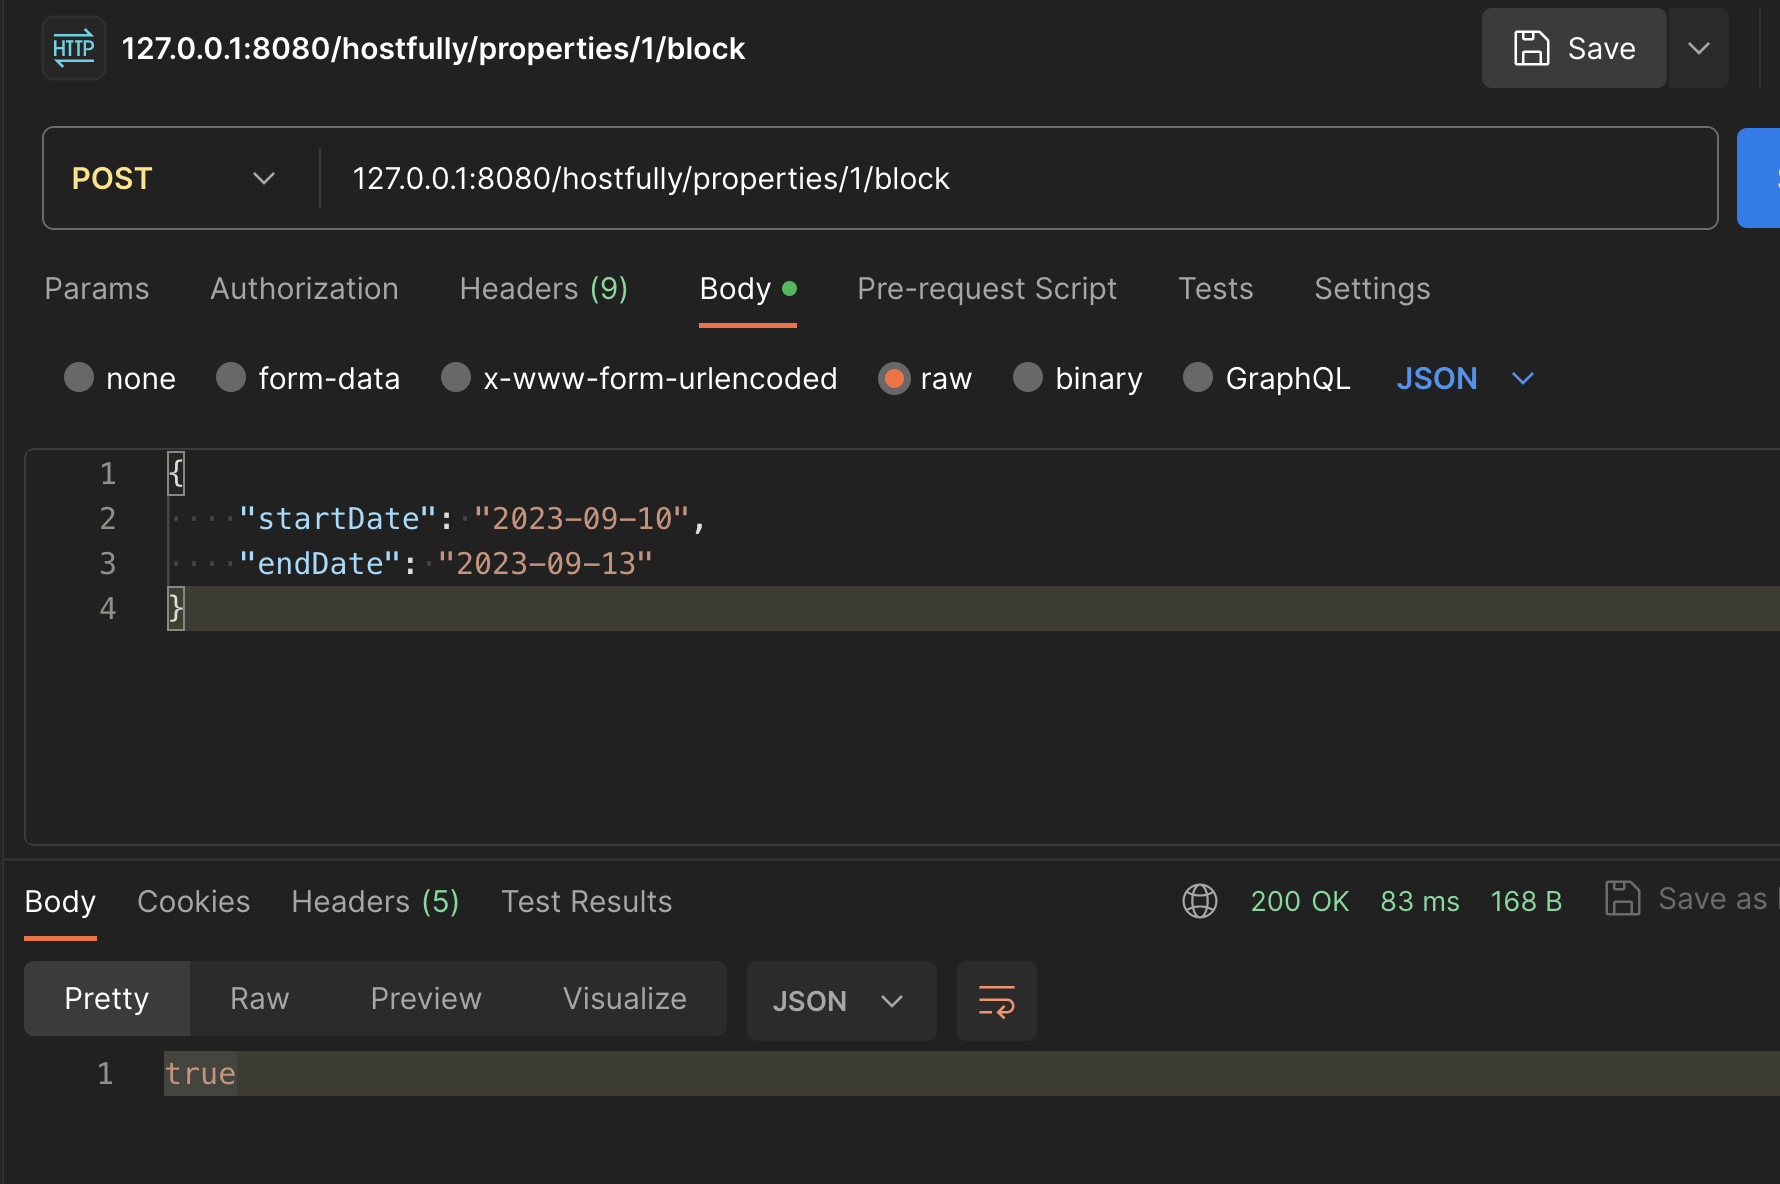 HTTP 127.0.0.1:8080/hostfully/properties/1/block Save
POST 127.0.0.1:8080/hostfully/properties/1/block
Params Authorization Headers (9) Body Pre-request Script Tests Settings
none form-data x-www-form-urlencoded raw binary GraphQL JSON
1 {
2 "startDate": "2023-09-10",
3 "endDate": "2023-09-13"
4 }
Body Cookies Headers (5) Test Results 200 OK 83 ms 168 B Save as
Pretty Raw Preview Visualize JSON
1 true